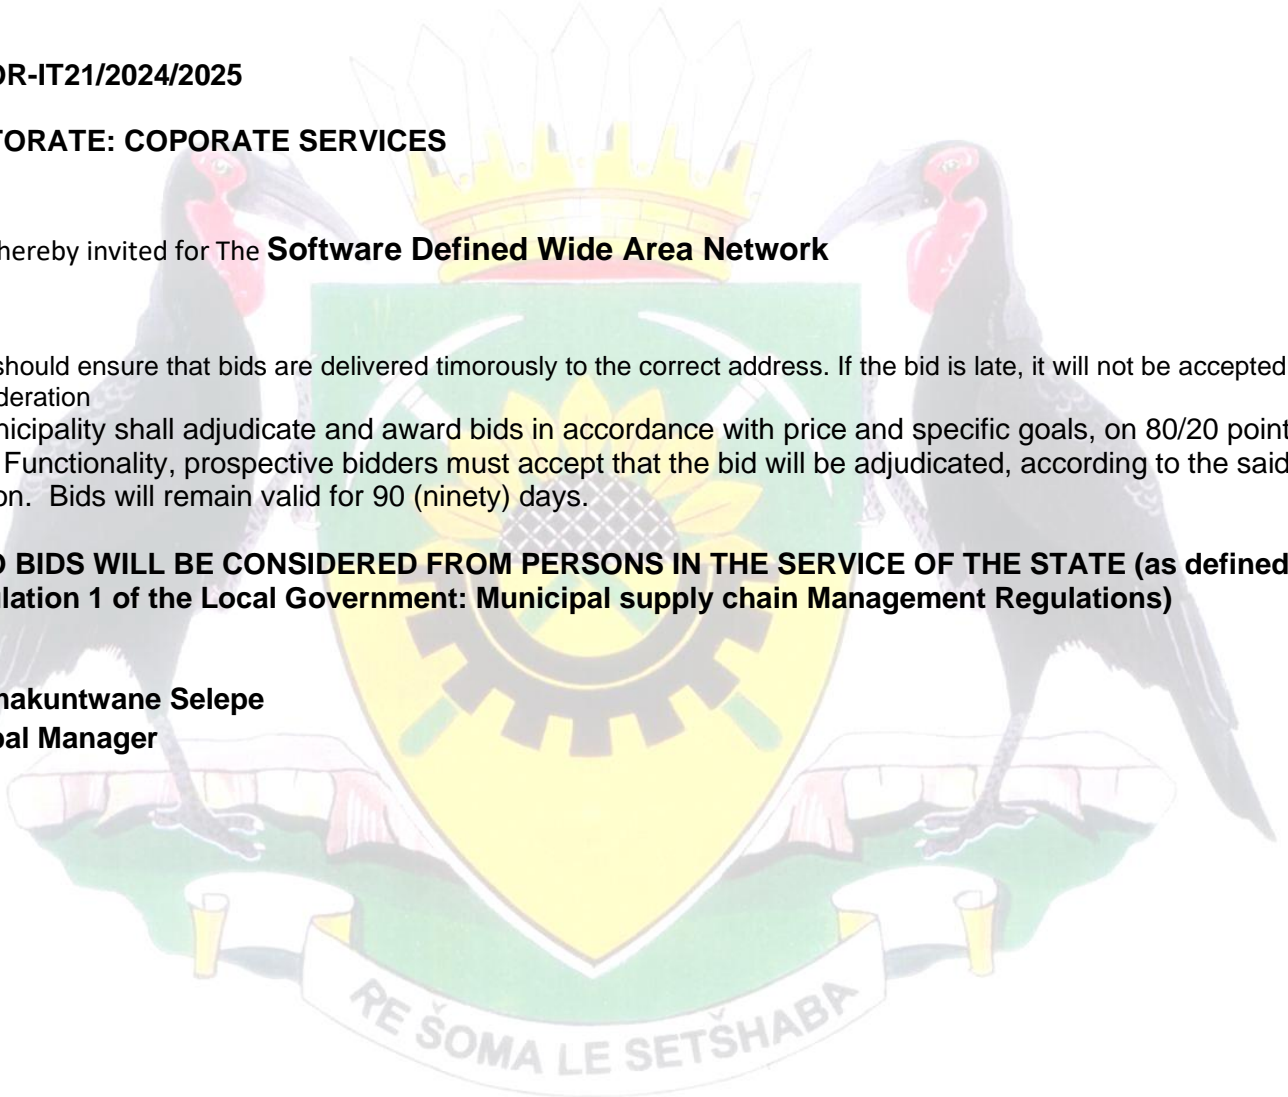 OR-IT21/2024/2025
TORATE: COPORATE SERVICES
hereby invited for The Software Defined Wide Area Network
should ensure that bids are delivered timorously to the correct address. If the bid is late, it will not be accepted
deration
nicipality shall adjudicate and award bids in accordance with price and specific goals, on 80/20 point
Functionality, prospective bidders must accept that the bid will be adjudicated, according to the said
on. Bids will remain valid for 90 (ninety) days.
O BIDS WILL BE CONSIDERED FROM PERSONS IN THE SERVICE OF THE STATE (as defined
ulation 1 of the Local Government: Municipal supply chain Management Regulations)
makuntwane Selepe
pal Manager
RE ŠOMA LE SETŠHABA